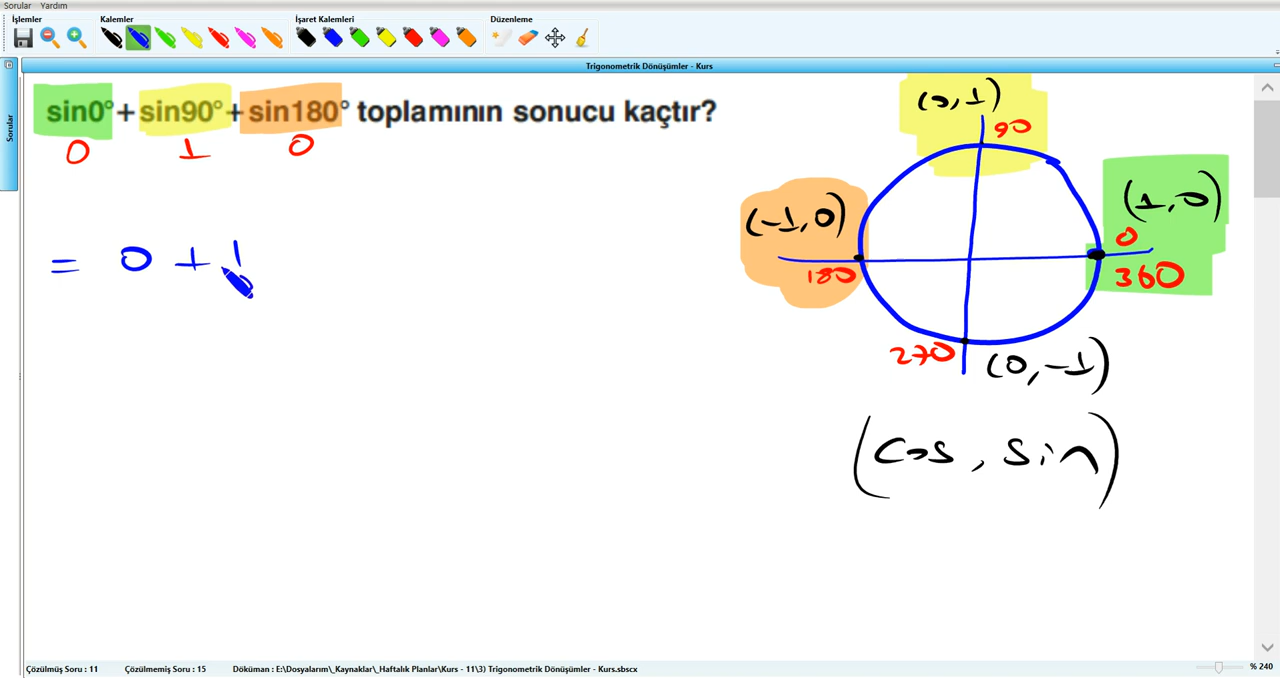 Sorular Yardım
İşlemler Kalemler İşaret Kalemleri Düzenleme
Trigonometrik Dönüşümler - Kurs
Sorular
sin0°+sin90°+sin180° toplamının sonucu kaçtır?
0 1 0
= 0 + 1
(0,1)
90
(-1,0)
(1,0)
0
180
360
270
(0,-1)
(cos, sin)
Çözülmüş Soru : 11 Çözülmemiş Soru : 15 Döküman : E:\Dosyalarım\_Kaynaklar\_Haftalık Planlar\Kurs - 11\3) Trigonometrik Dönüşümler - Kurs.sbscx % 240